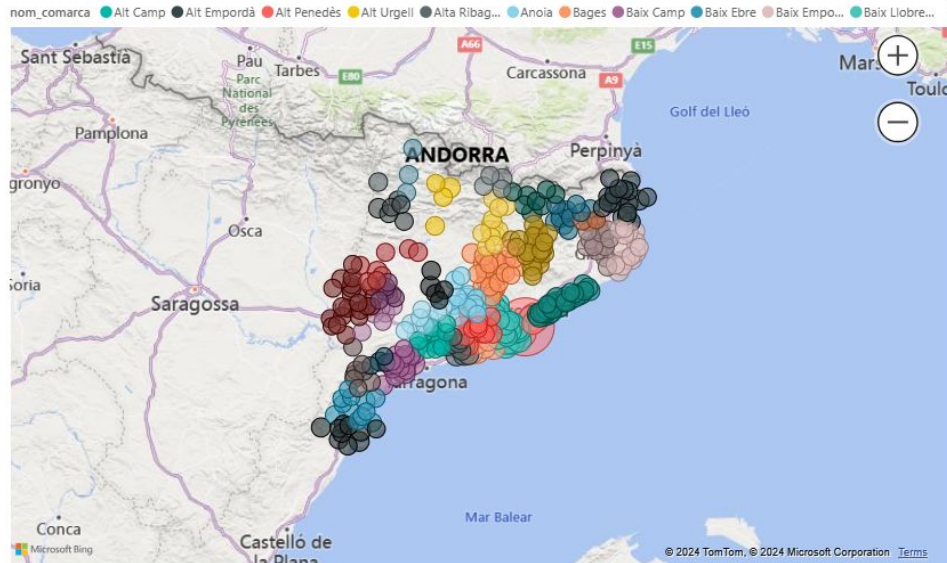 nom_comarca Alt Camp Alt Empordà Alt Penedès Alt Urgell Alta Ribag... Anoia Bages Baix Camp Baix Ebre Baix Empo... Baix Llobre...
Sant Sebastià
Pau
Tarbes
A66
E15
E80
Carcassona
A9
Toulo
Parc
National
des
Pyrénées
Golf del Lleó
Pamplona
ANDORRA
Perpinyà
Osca
Saragossa
Mar Balear
Conca
Castelló de
la Plana
Microsoft Bing
© 2024 TomTom, © 2024 Microsoft Corporation Terms